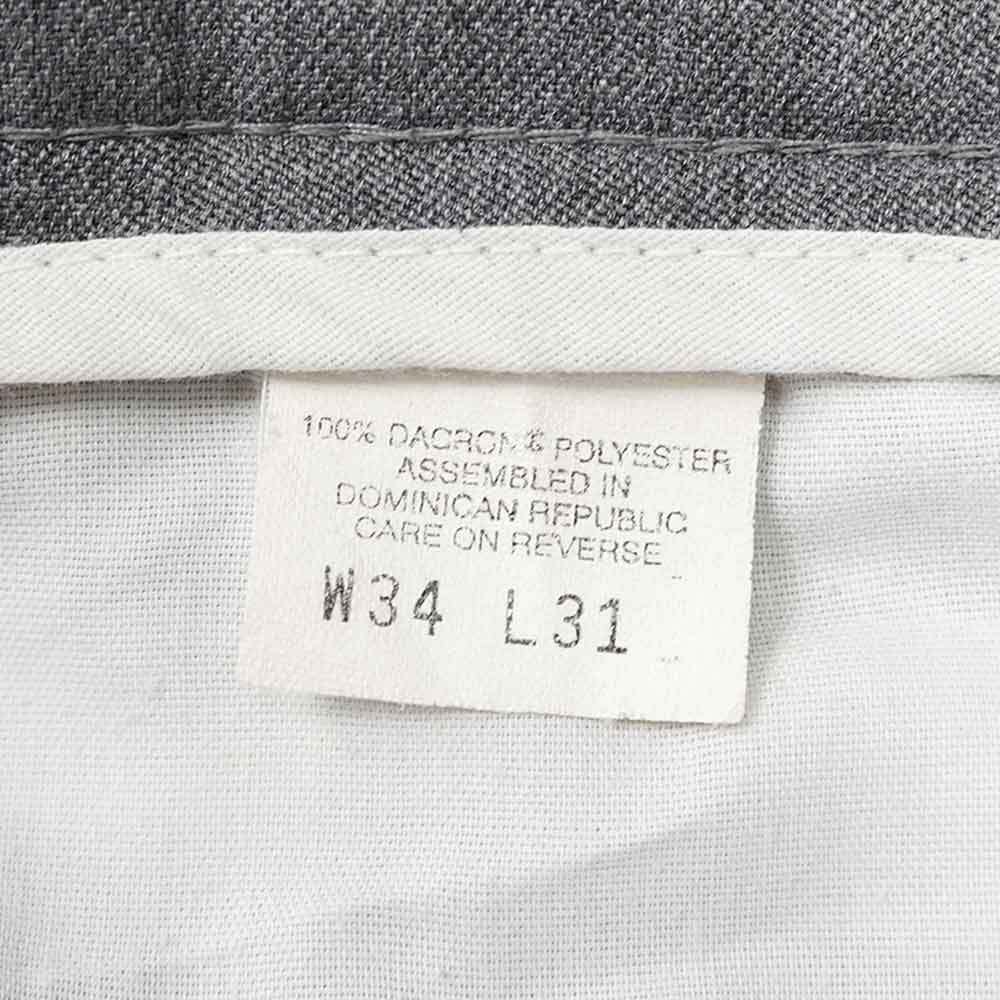 100% DACRON® POLYESTER
ASSEMBLED IN
DOMINICAN REPUBLIC
CARE ON REVERSE
W34 L31